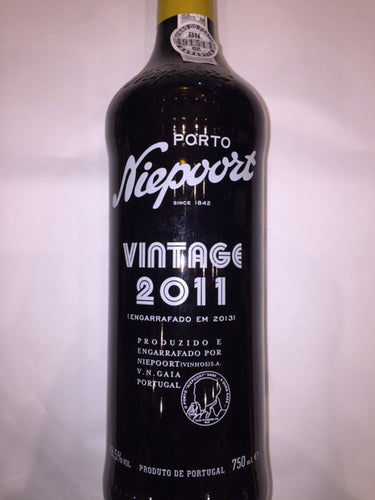 PORTO
Niepoort
SINCE 1842
VINTAGE
2011
(ENGARRAFADO EM 2013)
PRODUZIDO E
ENGARRAFADO POR
NIEPOORT (VINHOS) S.A.
V.N. GAIA
PORTUGAL
PRODUTO DE PORTUGAL
750 ml. e